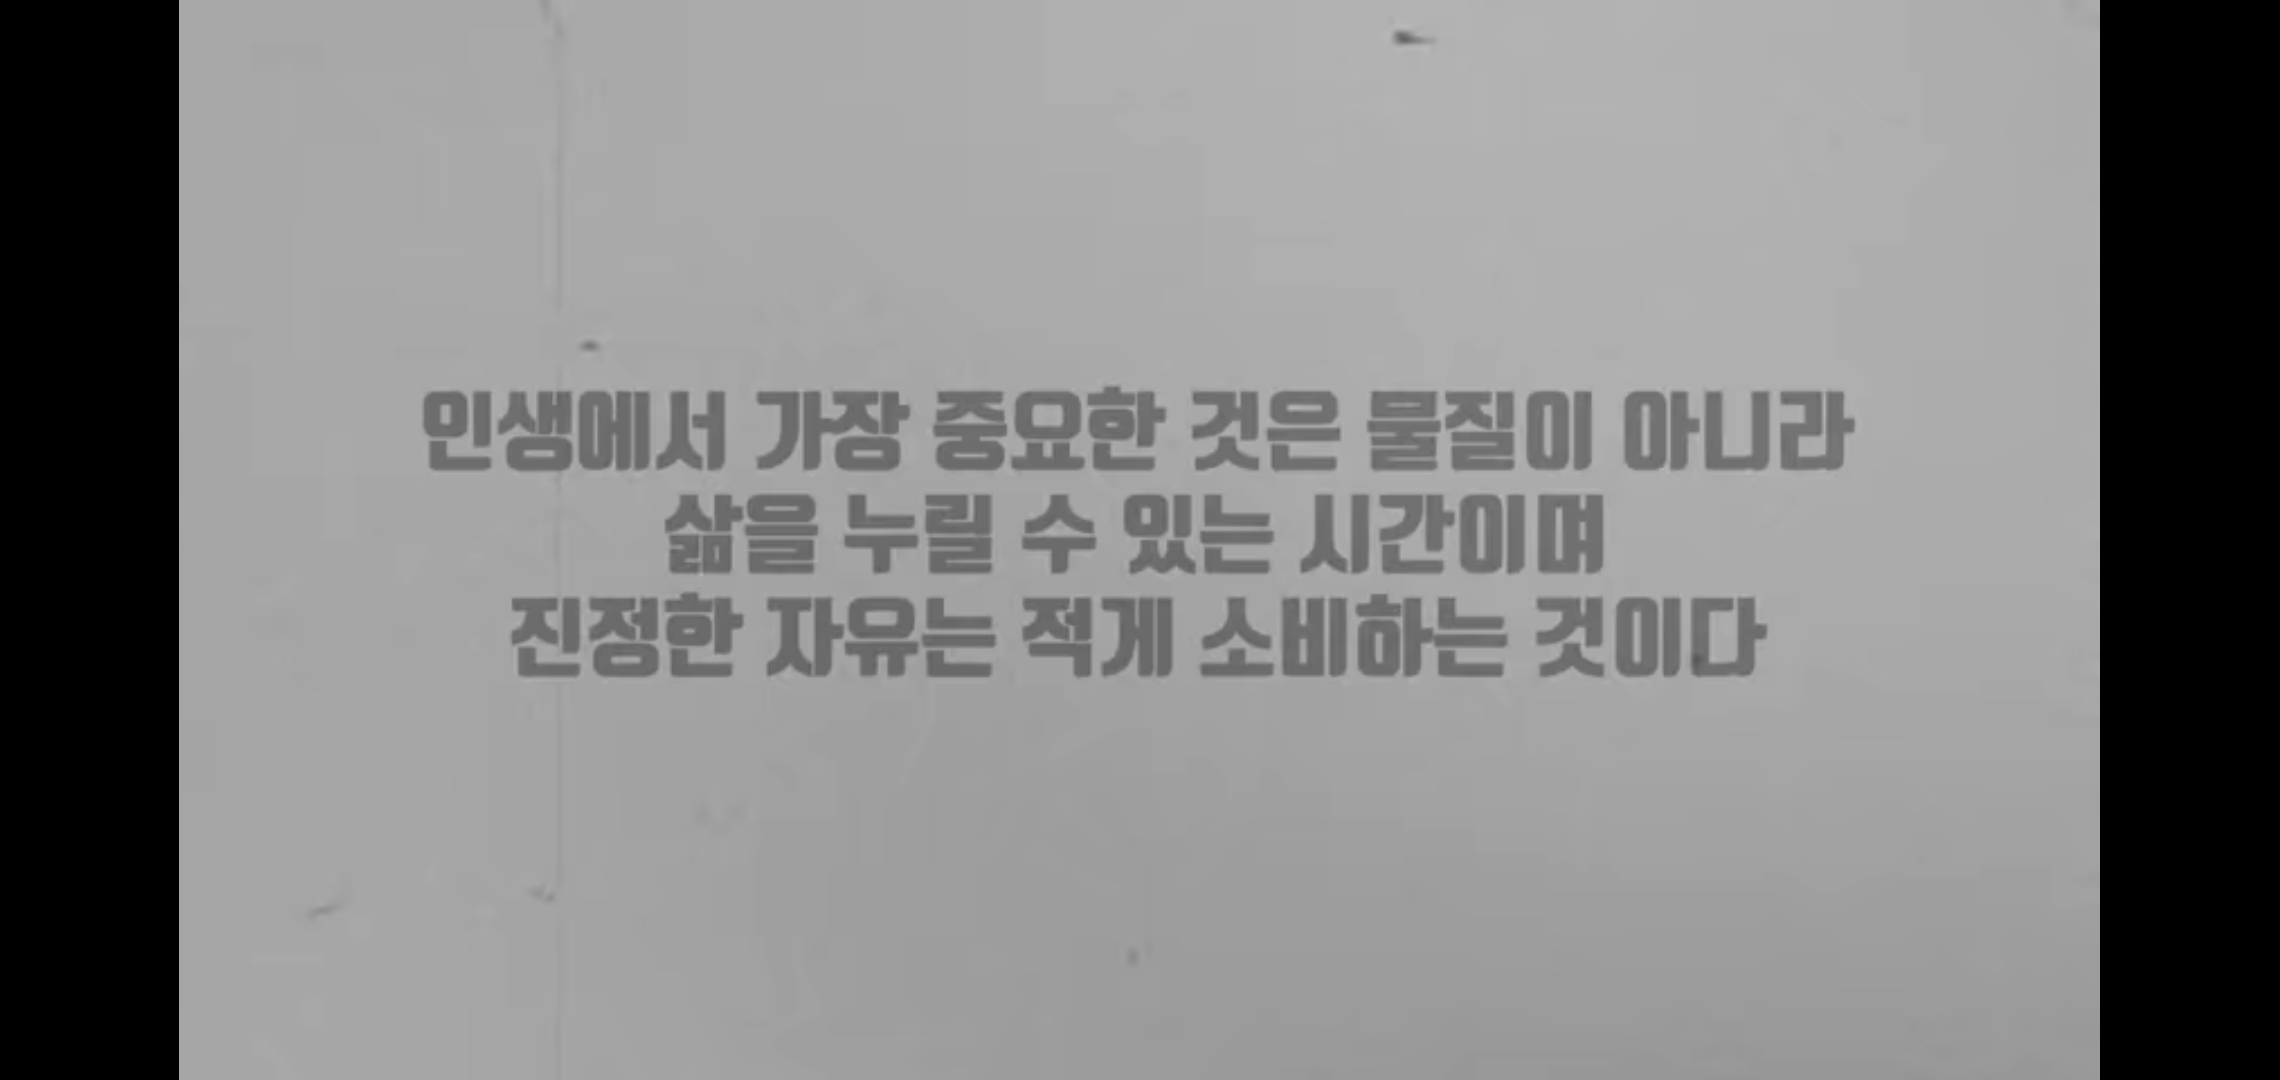 인생에서 가장 중요한 것은 물질이 아니라
삶을 누릴 수 있는 시간이며
진정한 자유는 적게 소비하는 것이다